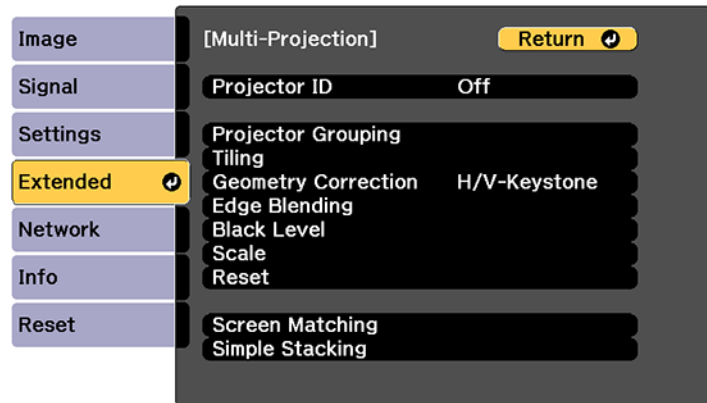 Image
Signal
Settings
Extended
Network
Info
Reset
[Multi-Projection]
Return
Projector ID Off
Projector Grouping
Tiling
Geometry Correction H/V-Keystone
Edge Blending
Black Level
Scale
Reset
Screen Matching
Simple Stacking